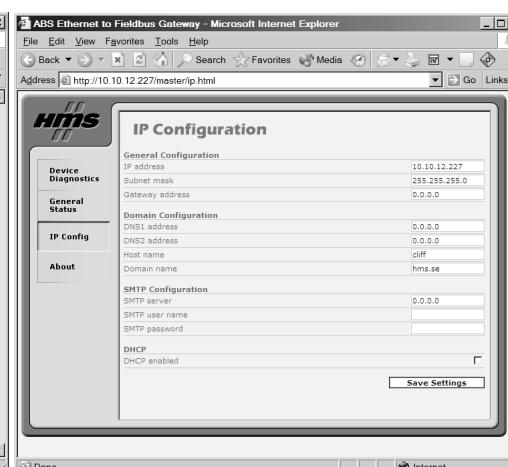 ABS Ethernet to Fieldbus Gateway - Microsoft Internet Explorer
File Edit View Favorites Tools Help
Back Search Favorites Media
Address http://10.10.12.227/master/ip.html Go Links
HMS
IP Configuration
Device
Diagnostics
General
Status
IP Config
About
General Configuration
IP address 10.10.12.227
Subnet mask 255.255.255.0
Gateway address 0.0.0.0
Domain Configuration
DNS1 address 0.0.0.0
DNS2 address 0.0.0.0
Host name cliff
Domain name hms.se
SMTP Configuration
SMTP server 0.0.0.0
SMTP user name
SMTP password
DHCP
DHCP enabled
Save Settings
Done Internet